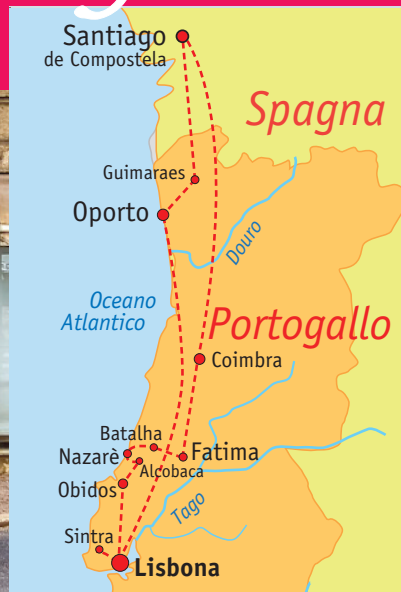 Santiago
de Compostela
Spagna
Guimaraes
Oporto
Douro
Oceano
Atlantico
Portogallo
Coimbra
Batalha
Nazarè
Fatima
Alcobaca
Obidos
Tago
Sintra
Lisbona